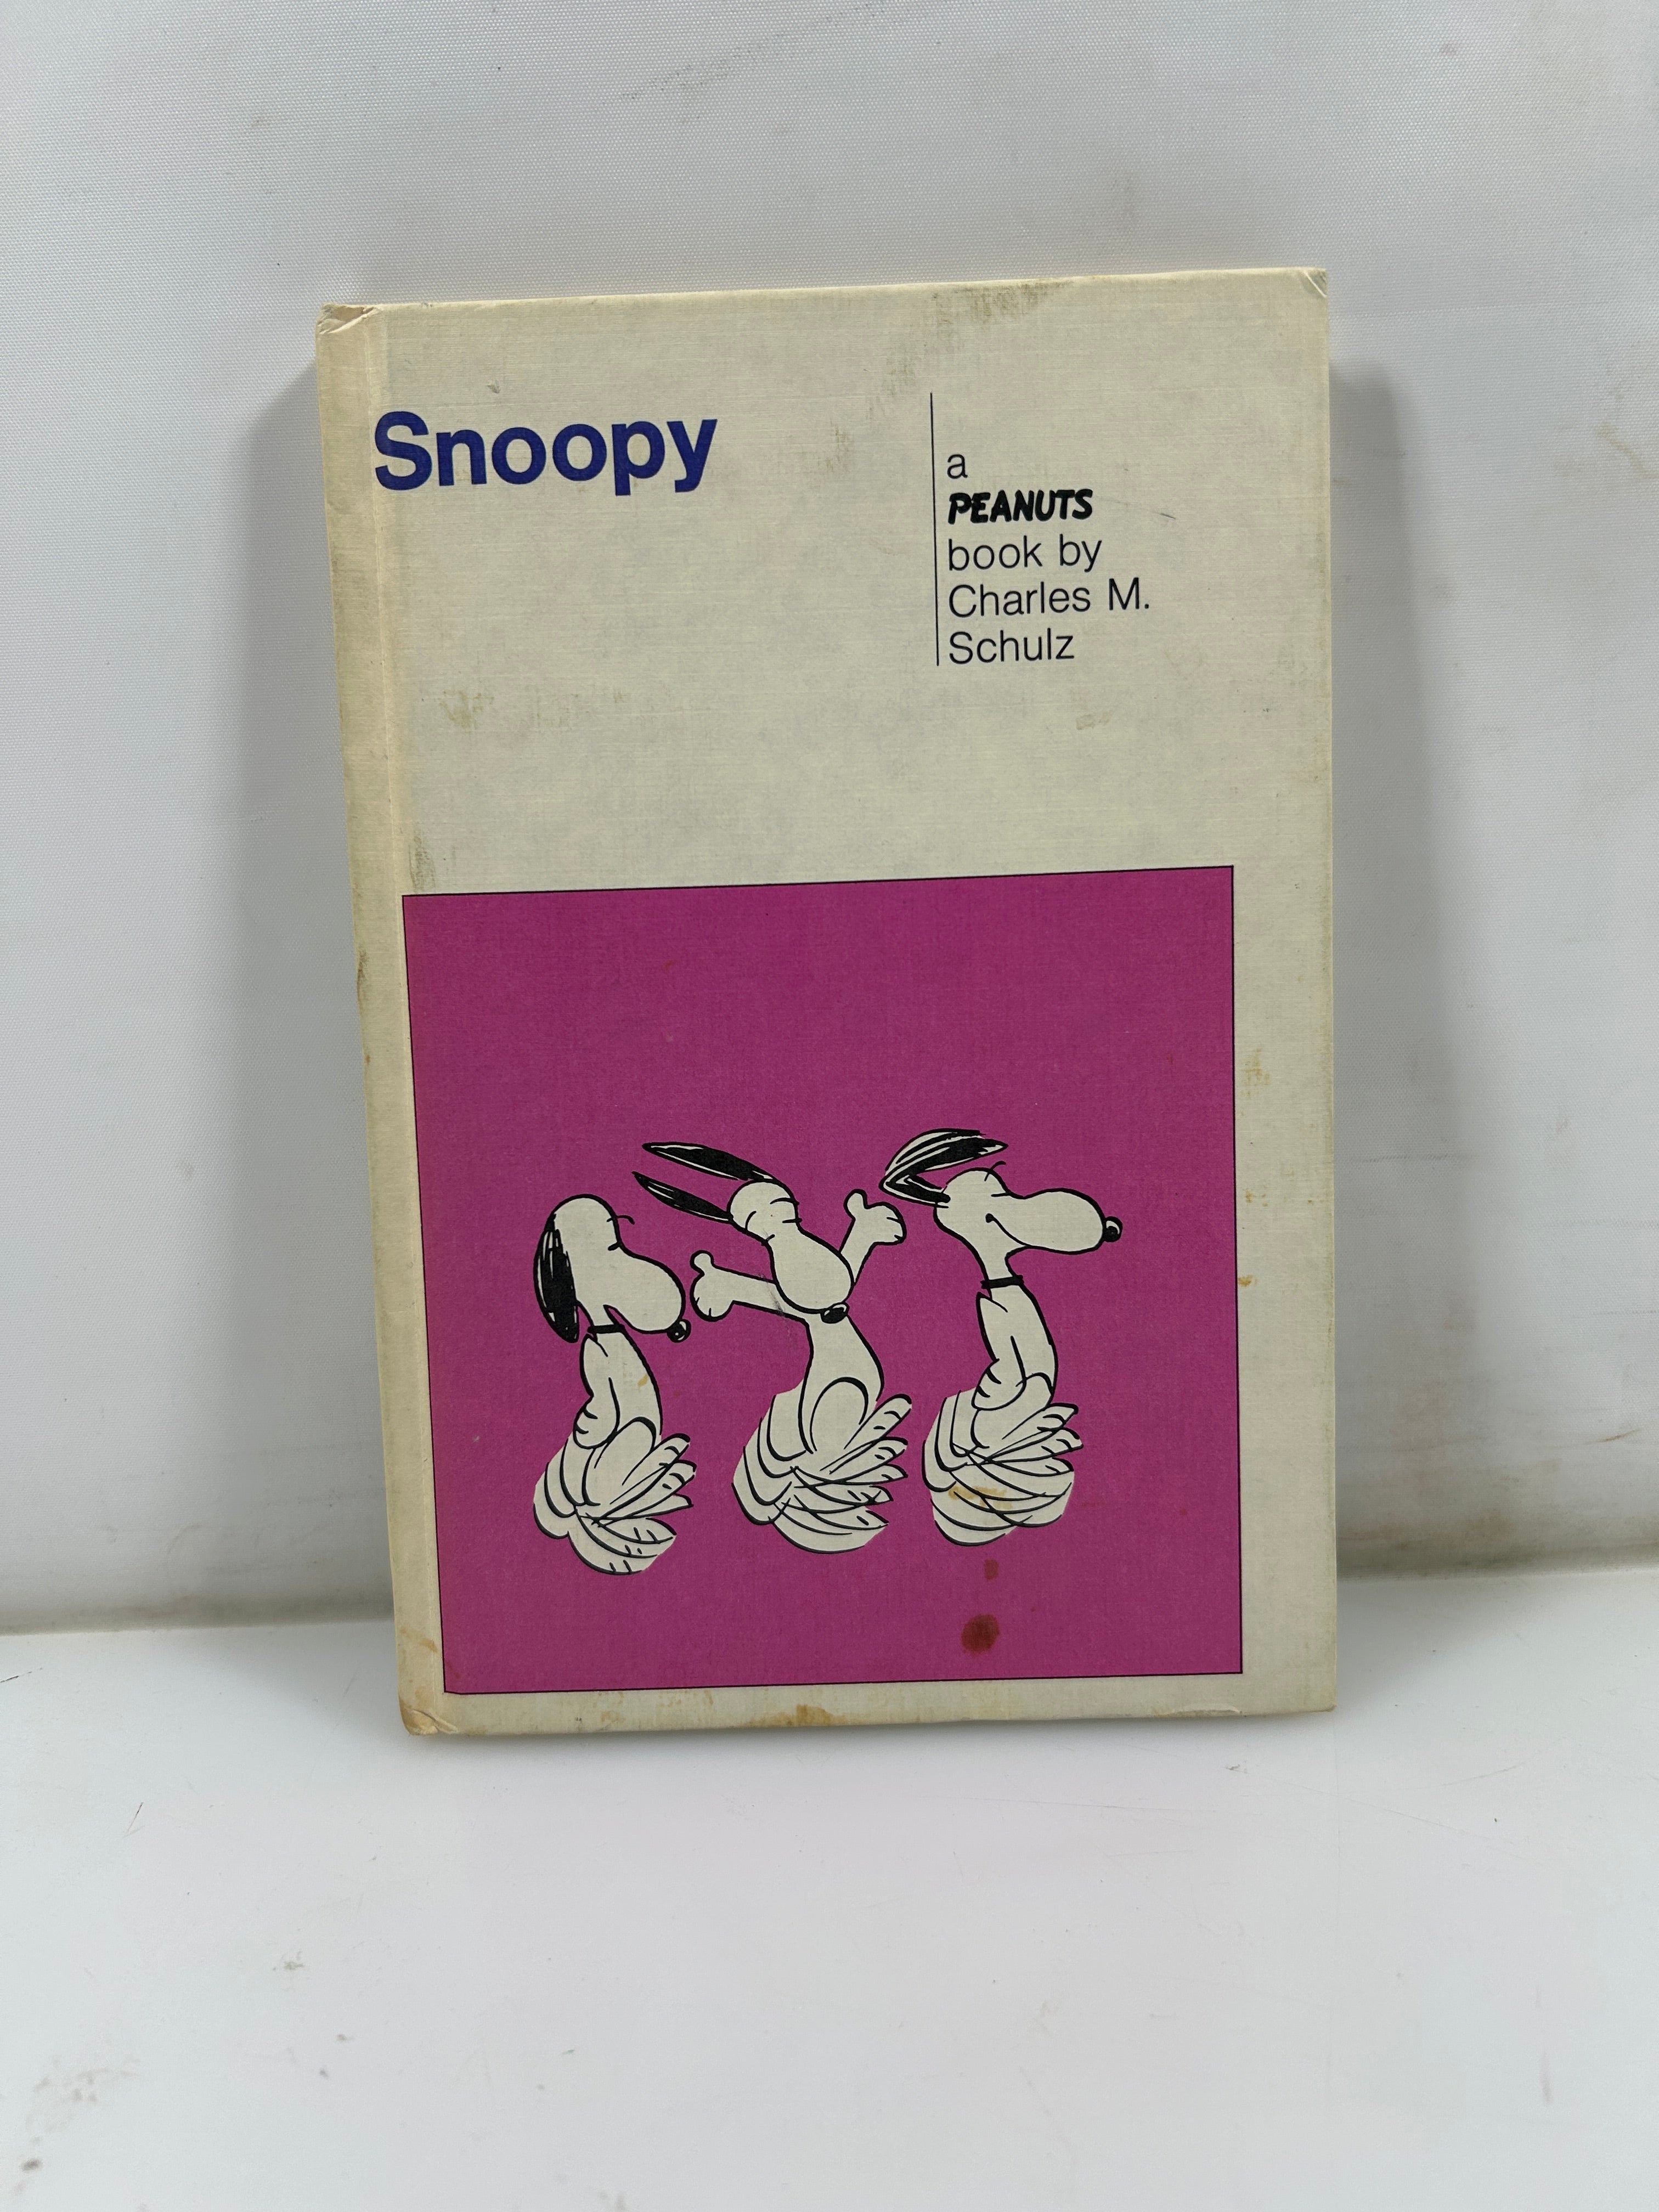 Snoopy
a
PEANUTS
book by
Charles M.
Schulz